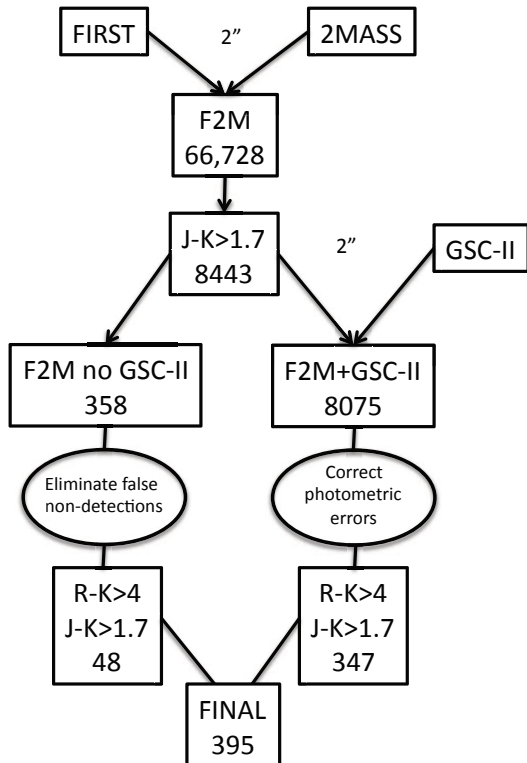 FIRST
2”
2MASS
F2M
66,728
J-K>1.7
8443
2”
GSC-II
F2M no GSC-II
358
F2M+GSC-II
8075
Eliminate false
non-detections
Correct
photometric
errors
R-K>4
J-K>1.7
48
R-K>4
J-K>1.7
347
FINAL
395